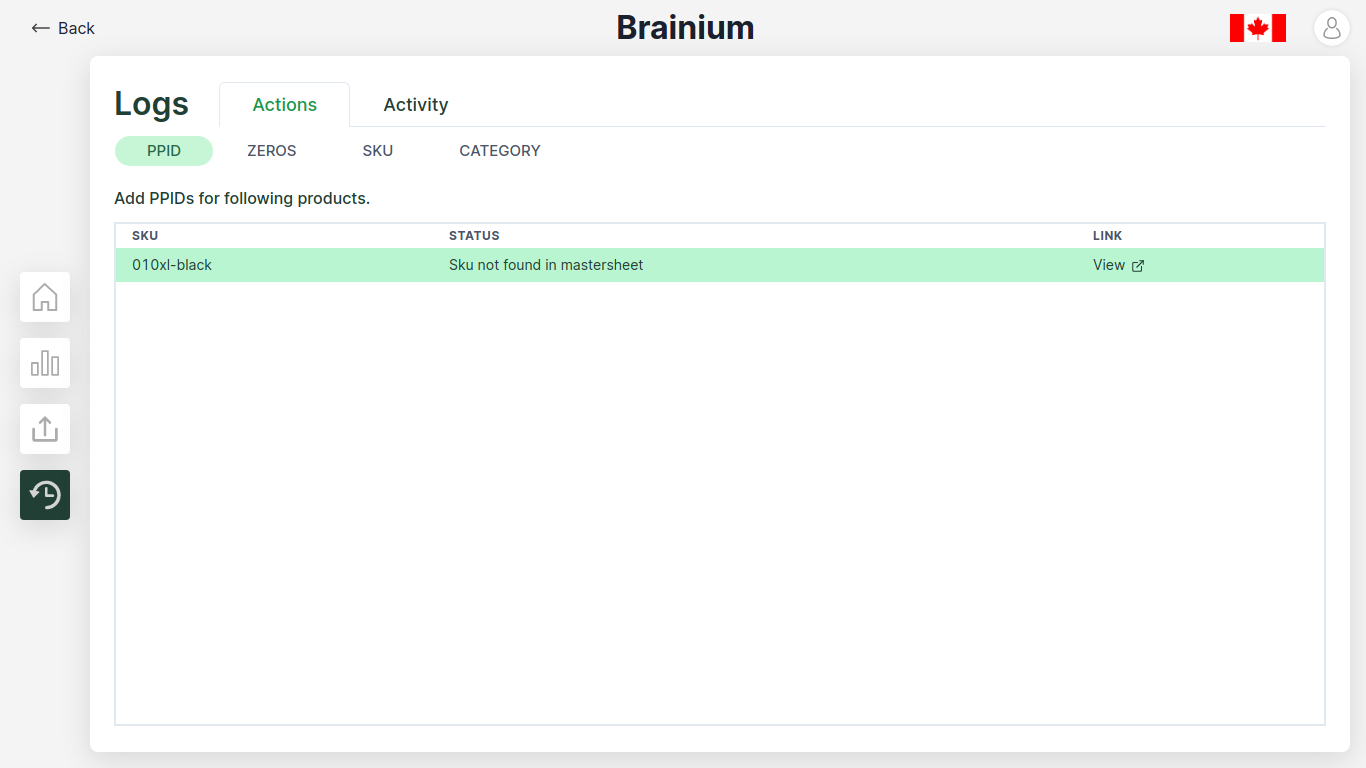 Back
Brainium
Logs
Actions
Activity
PPID
ZEROS
SKU
CATEGORY
Add PPIDs for following products.
SKU
STATUS
LINK
010xl-black
Sku not found in mastersheet
View